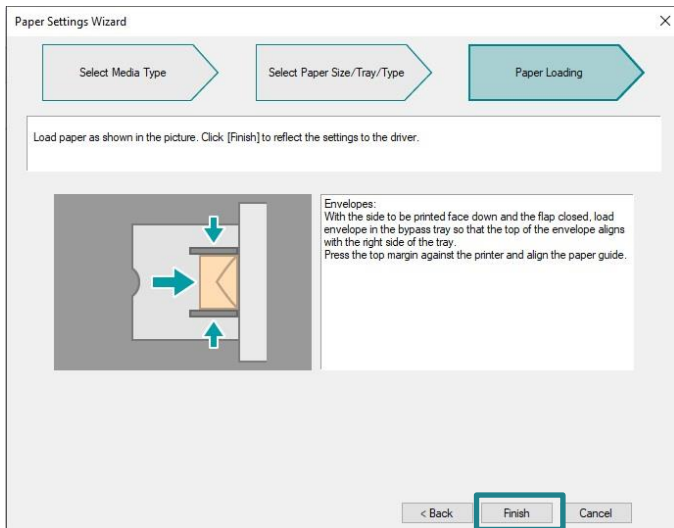 Paper Settings Wizard
Select Media Type
Select Paper Size/Tray/Type
Paper Loading
Load paper as shown in the picture. Click [Finish] to reflect the settings to the driver.
Envelopes:
With the side to be printed face down and the flap closed, load
envelope in the bypass tray so that the top of the envelope aligns
with the right side of the tray.
Press the top margin against the printer and align the paper guide.
< Back
Finish
Cancel